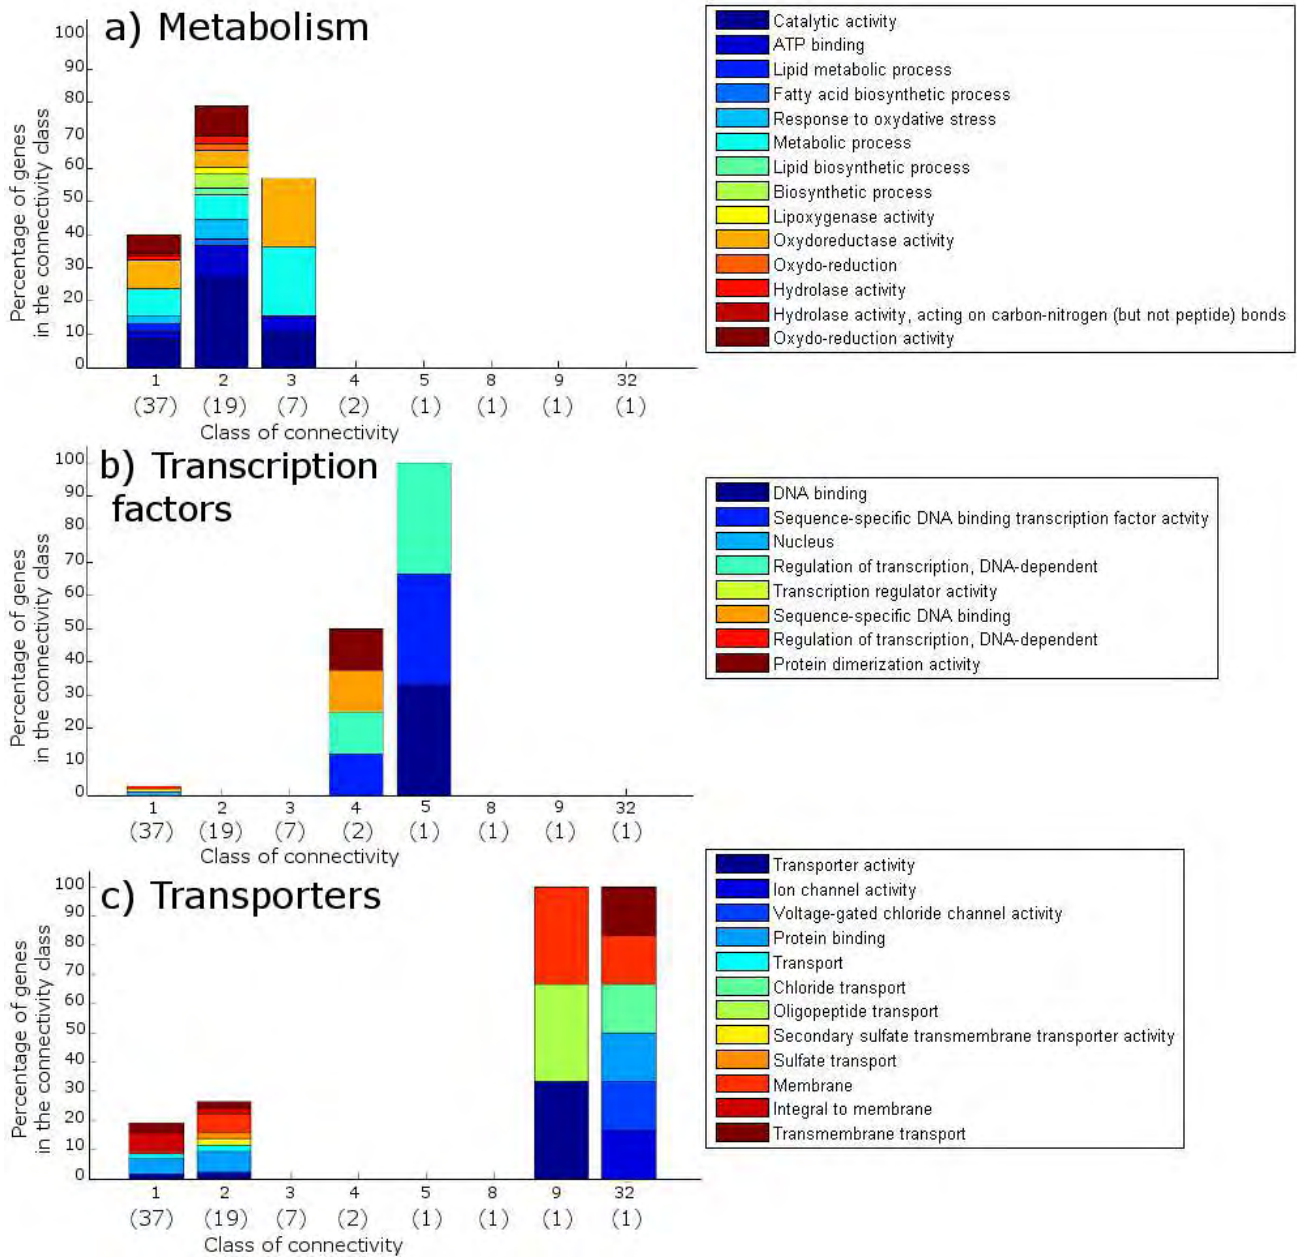 a) Metabolism
Percentage of genes
in the connectivity class
100
90
80
70
60
50
40
30
20
10
0
1 2 3 4 5 8 9 32
(37) (19) (7) (2) (1) (1) (1) (1)
Class of connectivity
Catalytic activity
ATP binding
Lipid metabolic process
Fatty acid biosynthetic process
Response to oxydative stress
Metabolic process
Lipid biosynthetic process
Biosynthetic process
Lipoxygenase activity
Oxydoreductase activity
Oxydo-reduction
Hydrolase activity
Hydrolase activity, acting on carbon-nitrogen (but not peptide) bonds
Oxydo-reduction activity
b) Transcription
factors
Percentage of genes
in the connectivity class
100
90
80
70
60
50
40
30
20
10
0
1 2 3 4 5 8 9 32
(37) (19) (7) (2) (1) (1) (1) (1)
Class of connectivity
DNA binding
Sequence-specific DNA binding transcription factor activity
Nucleus
Regulation of transcription, DNA-dependent
Transcription regulator activity
Sequence-specific DNA binding
Regulation of transcription, DNA-dependent
Protein dimerization activity
c) Transporters
Percentage of genes
in the connectivity class
100
90
80
70
60
50
40
30
20
10
0
1 2 3 4 5 8 9 32
(37) (19) (7) (2) (1) (1) (1) (1)
Class of connectivity
Transporter activity
Ion channel activity
Voltage-gated chloride channel activity
Protein binding
Transport
Chloride transport
Oligopeptide transport
Secondary sulfate transmembrane transporter activity
Sulfate transport
Membrane
Integral to membrane
Transmembrane transport